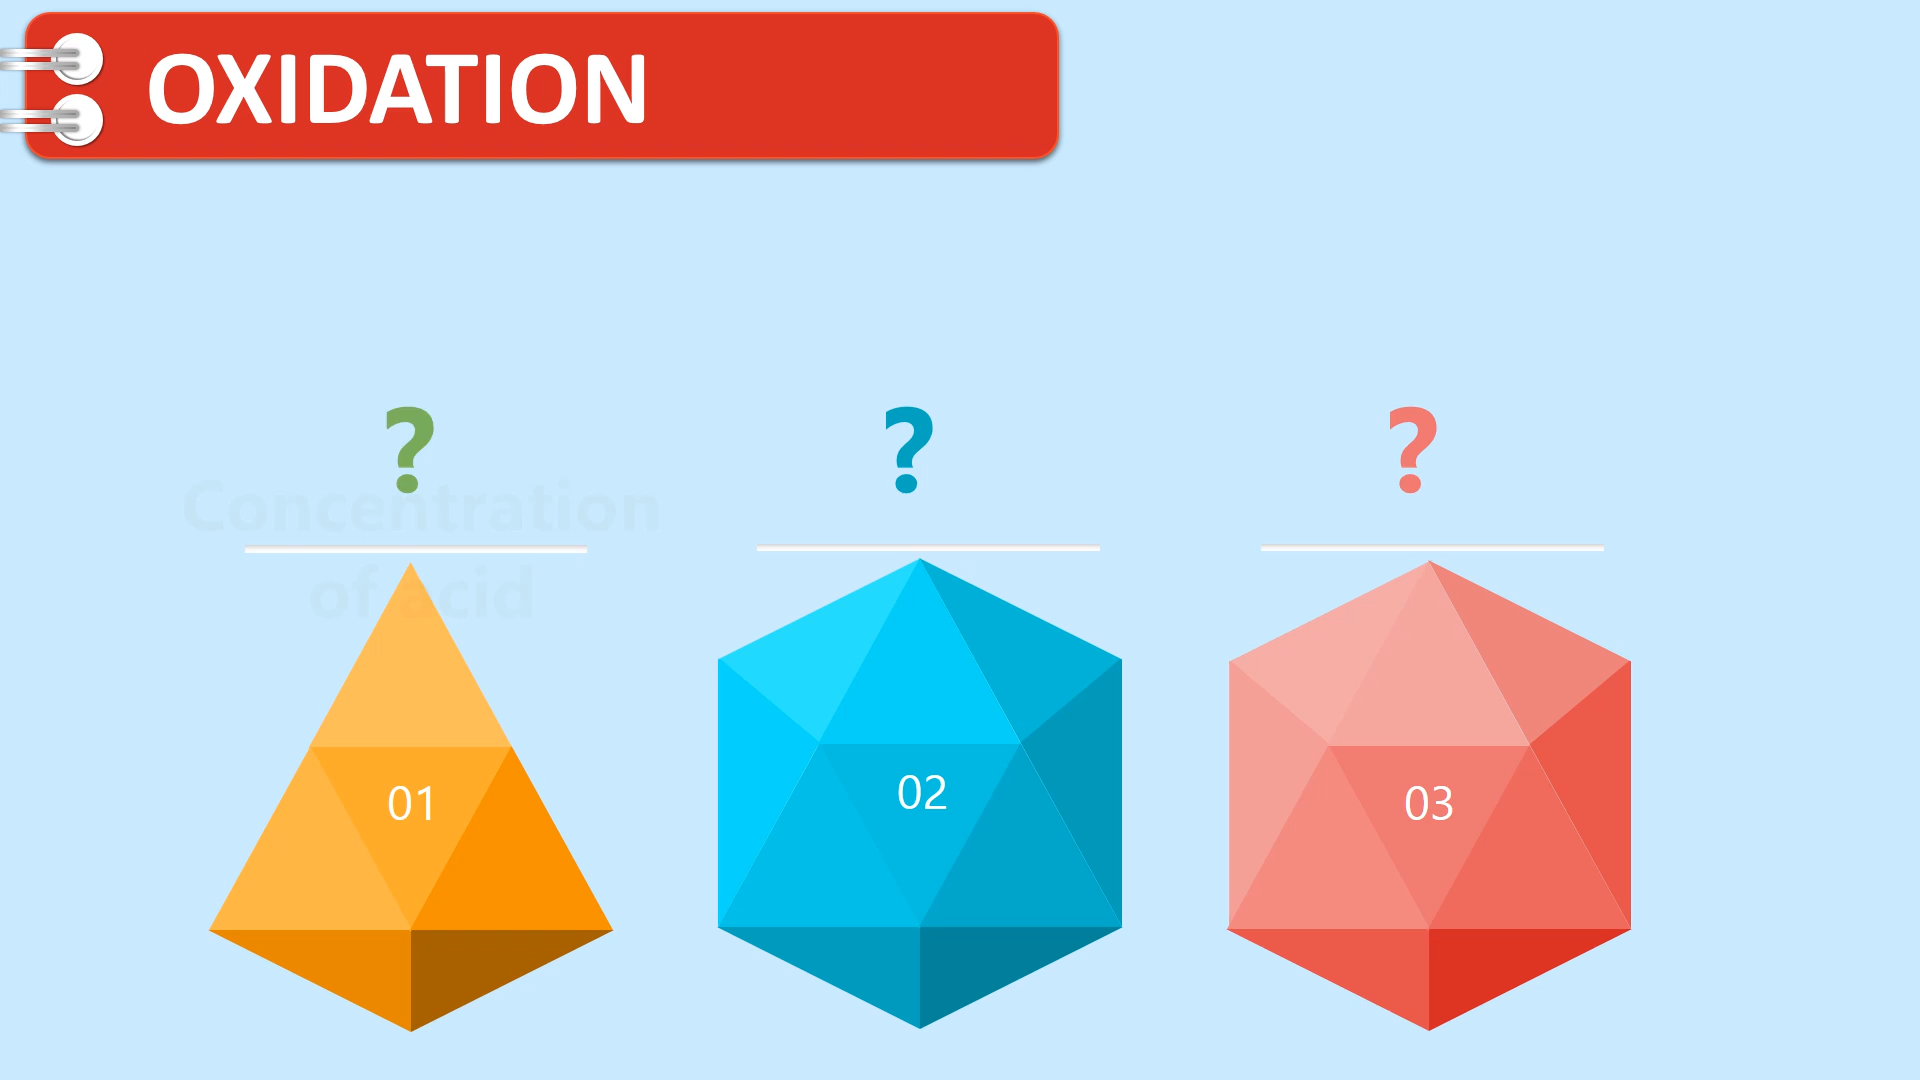 OXIDATION
? ? ?
Concentration
of acid
01 02 03